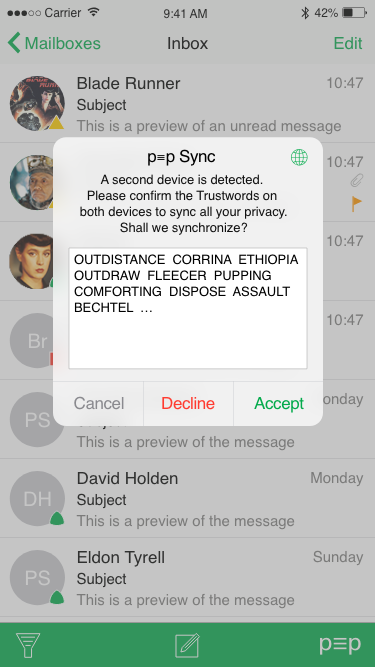 Carrier 9:41 AM 42%
Mailboxes Inbox Edit
Blade Runner 10:47
Subject
This is a preview of an unread message
10:47
10:47
10:47
Br
p≡p Sync
A second device is detected.
Please confirm the Trustwords on
both devices to sync all your privacy.
Shall we synchronize?
OUTDISTANCE CORRINA ETHIOPIA
OUTDRAW FLEECER PUPPING
COMFORTING DISPOSE ASSAULT
BECHTEL ...
Cancel Decline Accept
onday
PS
This is a preview of the message
David Holden Monday
DH
Subject
This is a preview of the message
Eldon Tyrell Sunday
PS
Subject
This is a preview of the message
p≡p